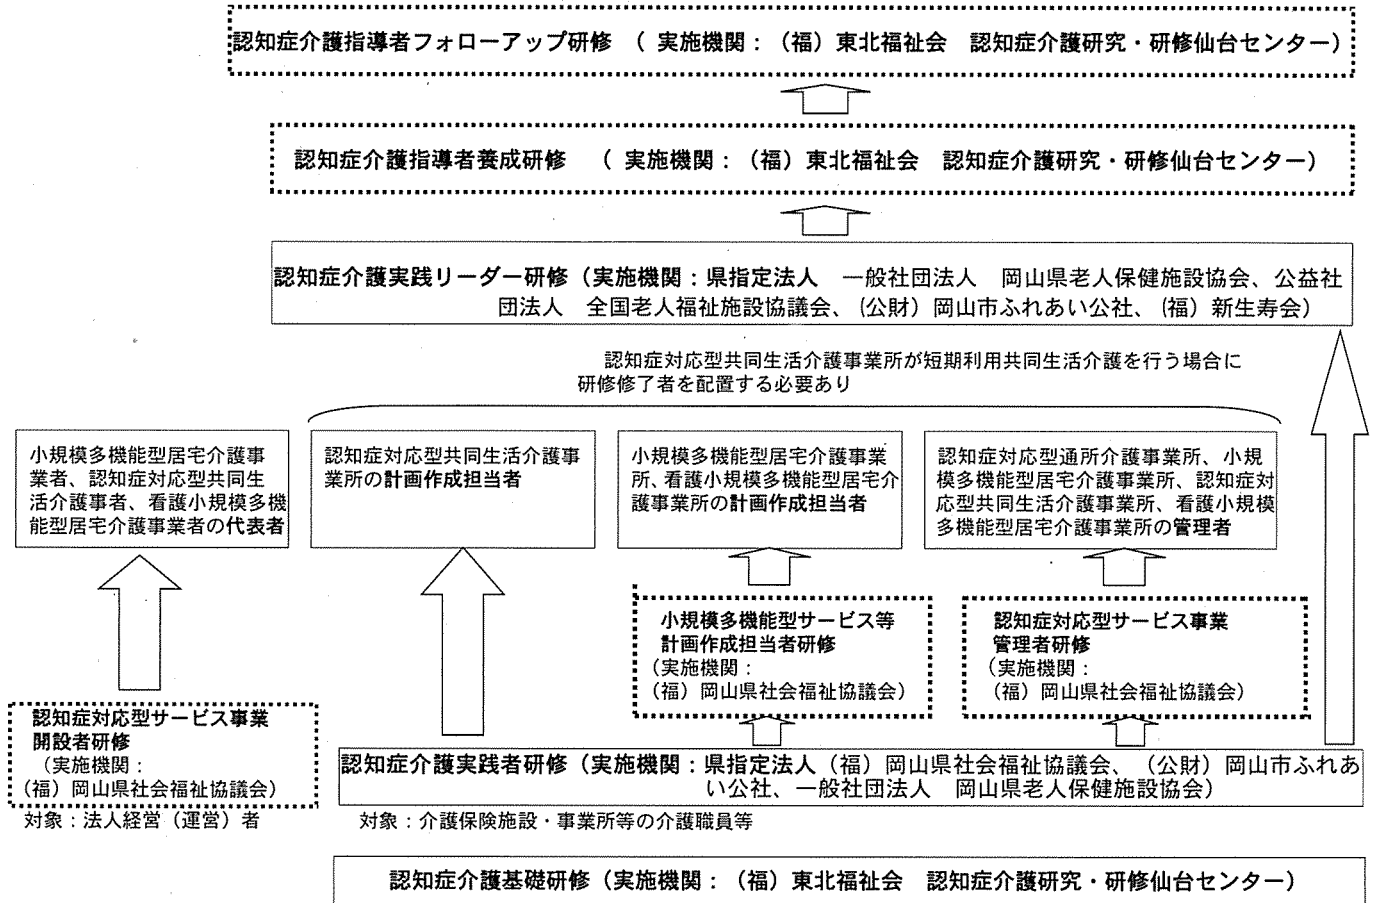 認知症介護指導者フォローアップ研修 （ 実施機関：（福）東北福祉会 認知症介護研究・研修仙台センター）
認知症介護指導者養成研修 （ 実施機関：（福）東北福祉会 認知症介護研究・研修仙台センター）
認知症介護実践リーダー研修（実施機関：県指定法人 一般社団法人 岡山県老人保健施設協会、公益社
団法人 全国老人福祉施設協議会、（公財）岡山市ふれあい公社、（福）新生寿会）
認知症対応型共同生活介護事業所が短期利用共同生活介護を行う場合に
研修修了者を配置する必要あり
小規模多機能型居宅介護事
業者、認知症対応型共同生
活介護事者、看護小規模多機
能型居宅介護事業者の代表者
認知症対応型共同生活介護事
業所の計画作成担当者
小規模多機能型居宅介護事業
所、看護小規模多機能型居宅介
護事業所の計画作成担当者
認知症対応型通所介護事業所、小規
模多機能型居宅介護事業所、認知症対
応型共同生活介護事業所、看護小規模
多機能型居宅介護事業所の管理者
小規模多機能型サービス等
計画作成担当者研修
（実施機関：
（福）岡山県社会福祉協議会）
認知症対応型サービス事業
管理者研修
（実施機関：
（福）岡山県社会福祉協議会）
認知症対応型サービス事業
開設者研修
（実施機関：
（福）岡山県社会福祉協議会）
対象：法人経営（運営）者
認知症介護実践者研修（実施機関：県指定法人（福）岡山県社会福祉協議会、（公財）岡山市ふれあ
い公社、一般社団法人 岡山県老人保健施設協会）
対象：介護保険施設・事業所等の介護職員等
認知症介護基礎研修（実施機関：（福）東北福祉会 認知症介護研究・研修仙台センター）